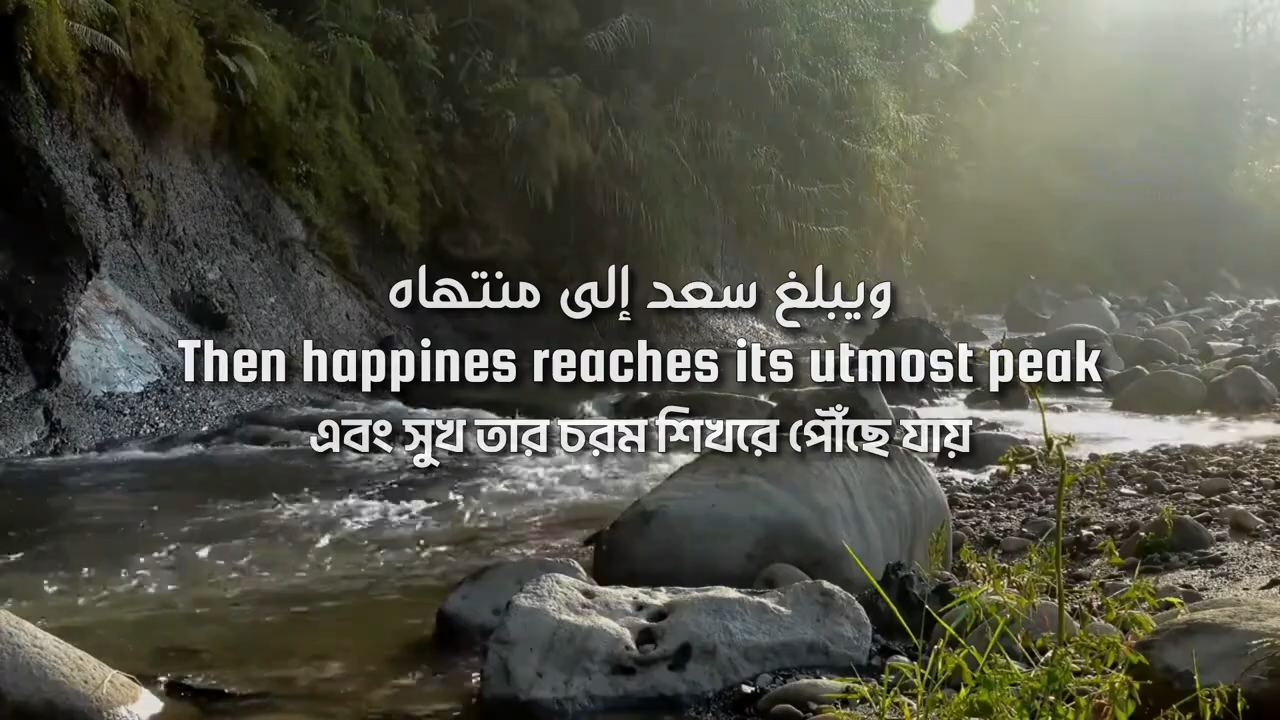 ويبلغ سعد إلى منتهاه
Then happines reaches its utmost peak
এবং সুখ তার চরম শিখরে পৌঁছে যায়